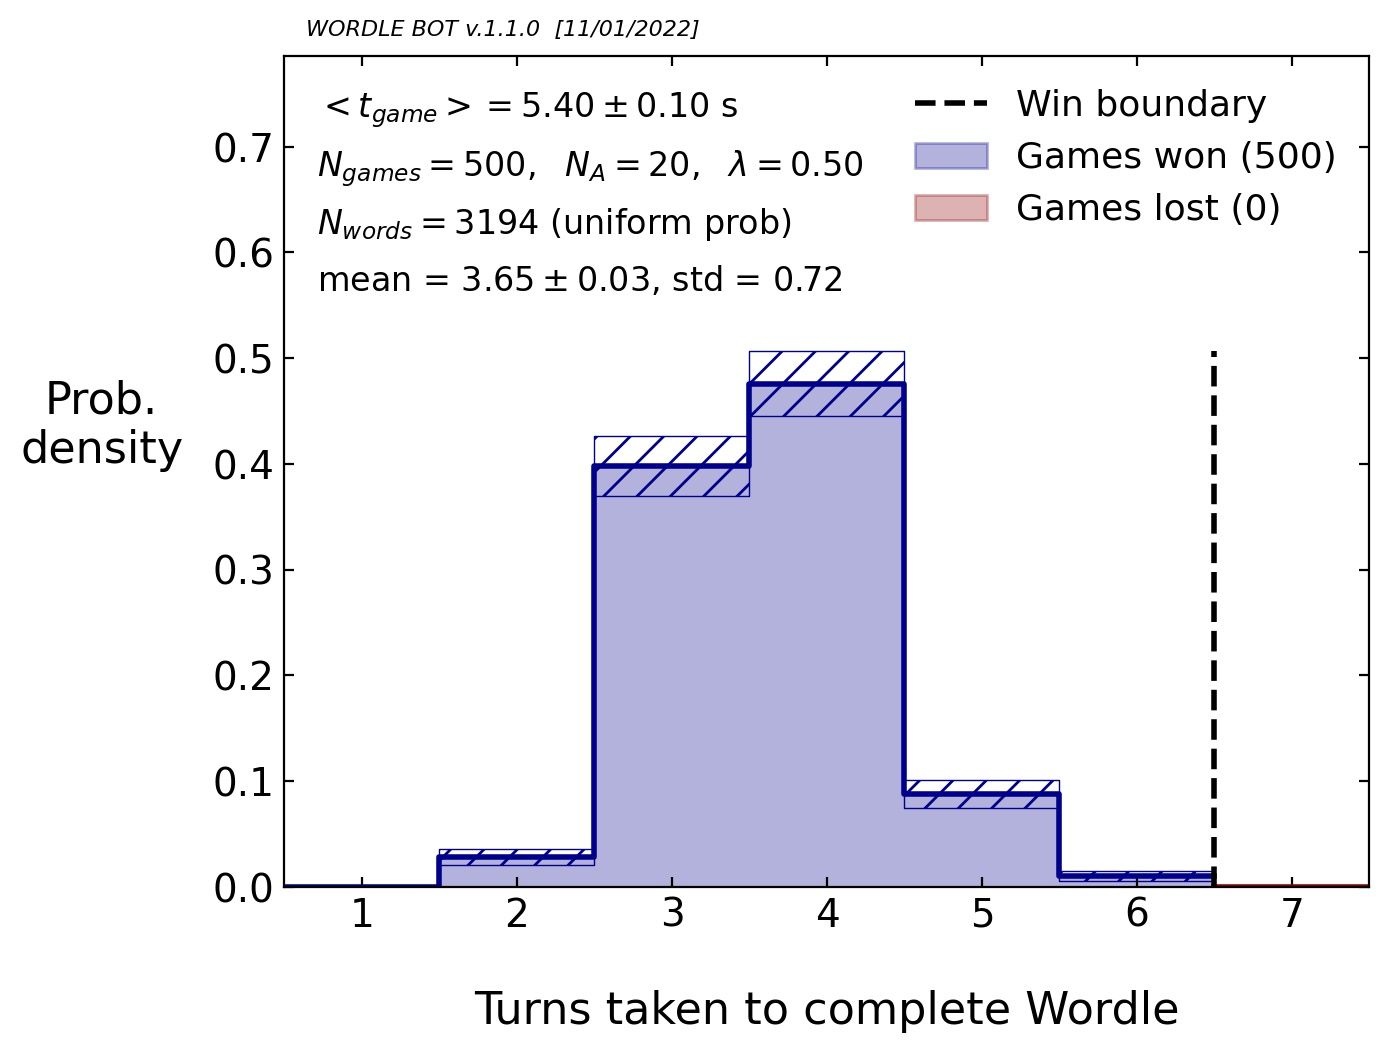 WORDLE BOT v.1.1.0 [11/01/2022]
< t_game > = 5.40 ± 0.10 s
N_games = 500, N_A = 20, λ = 0.50
N_words = 3194 (uniform prob)
mean = 3.65 ± 0.03, std = 0.72
Win boundary
Games won (500)
Games lost (0)
0.7
0.6
0.5
0.4
0.3
0.2
0.1
0.0
Prob.
density
1 2 3 4 5 6 7
Turns taken to complete Wordle